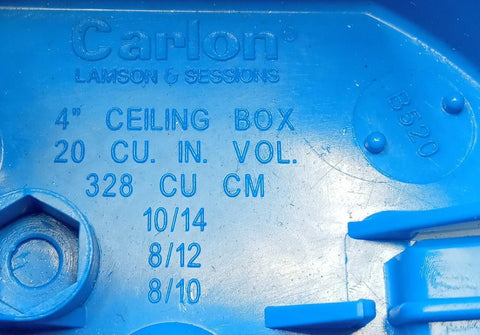 Carlon®
LAMSON & SESSIONS
4" CEILING BOX
20 CU. IN. VOL.
328 CU CM
10/14
8/12
8/10
B520